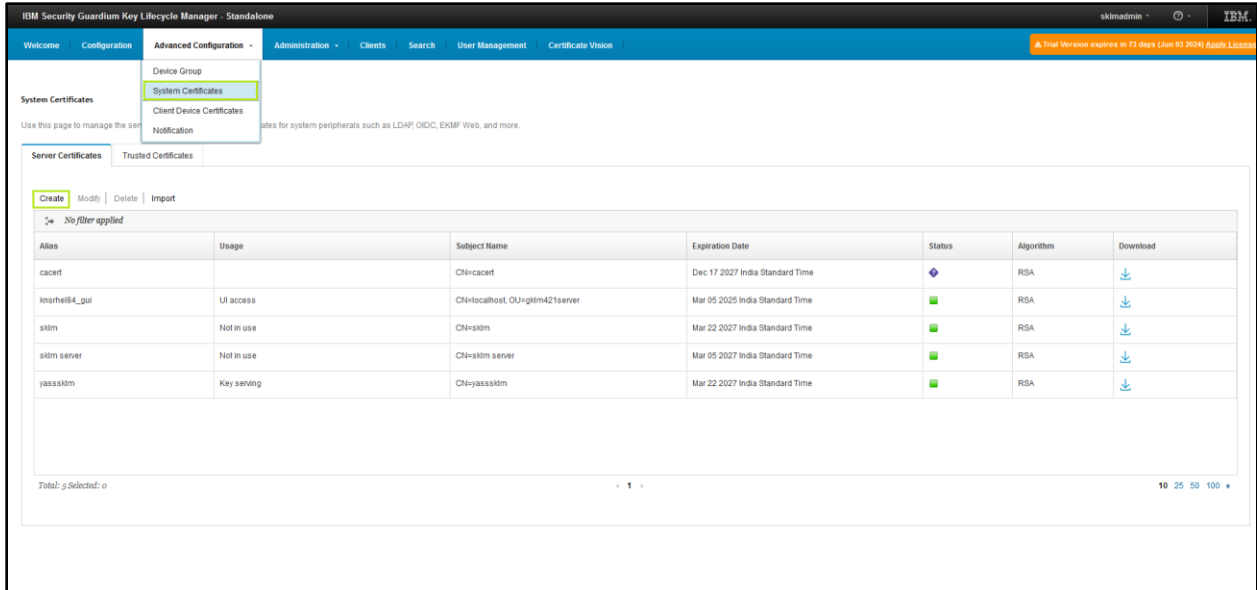 IBM Security Guardium Key Lifecycle Manager - Standalone
sklmadmin
IBM.
Welcome Configuration Advanced Configuration Administration Clients Search User Management Certificate Vision
A Trial Version expires in 73 days (Jun 03 2024) Apply License
Device Group
System Certificates
Client Device Certificates
Notification
System Certificates
Use this page to manage the ser ates for system peripherals such as LDAP, OIDC, EKMF Web, and more.
Server Certificates Trusted Certificates
Create Modify Delete Import
No filter applied
Alias Usage Subject Name Expiration Date Status Algorithm Download
cacert CN=cacert Dec 17 2027 India Standard Time RSA
knsrhel84_gui UI access CN=localhost, OU=gklm421server Mar 05 2025 India Standard Time RSA
sklm Not in use CN=sklm Mar 22 2027 India Standard Time RSA
sklm server Not in use CN=sklm server Mar 05 2027 India Standard Time RSA
yasssklm Key serving CN=yasssklm Mar 22 2027 India Standard Time RSA
Total: 5 Selected: 0
‹ 1 ›
10 25 50 100 +